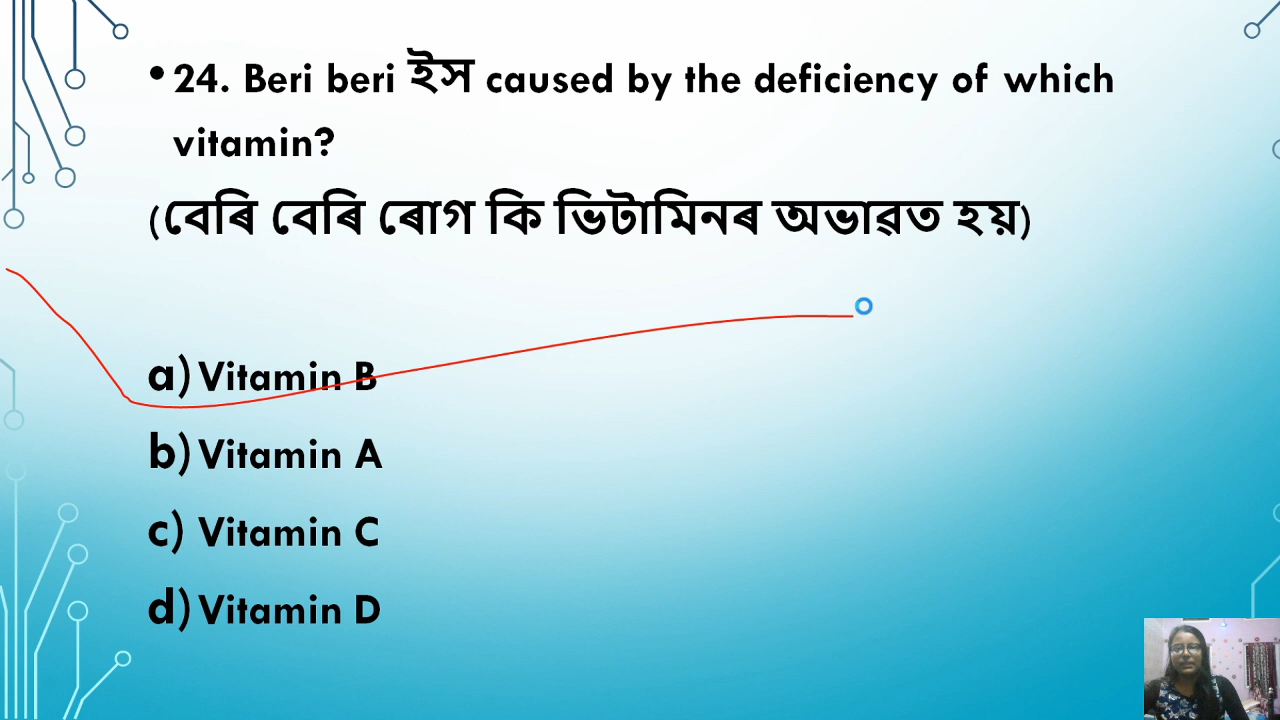 • 24. Beri beri ইস caused by the deficiency of which
vitamin?
(বেৰি বেৰি ৰোগ কি ভিটামিনৰ অভাৱত হয়)
a) Vitamin B
b) Vitamin A
c) Vitamin C
d) Vitamin D